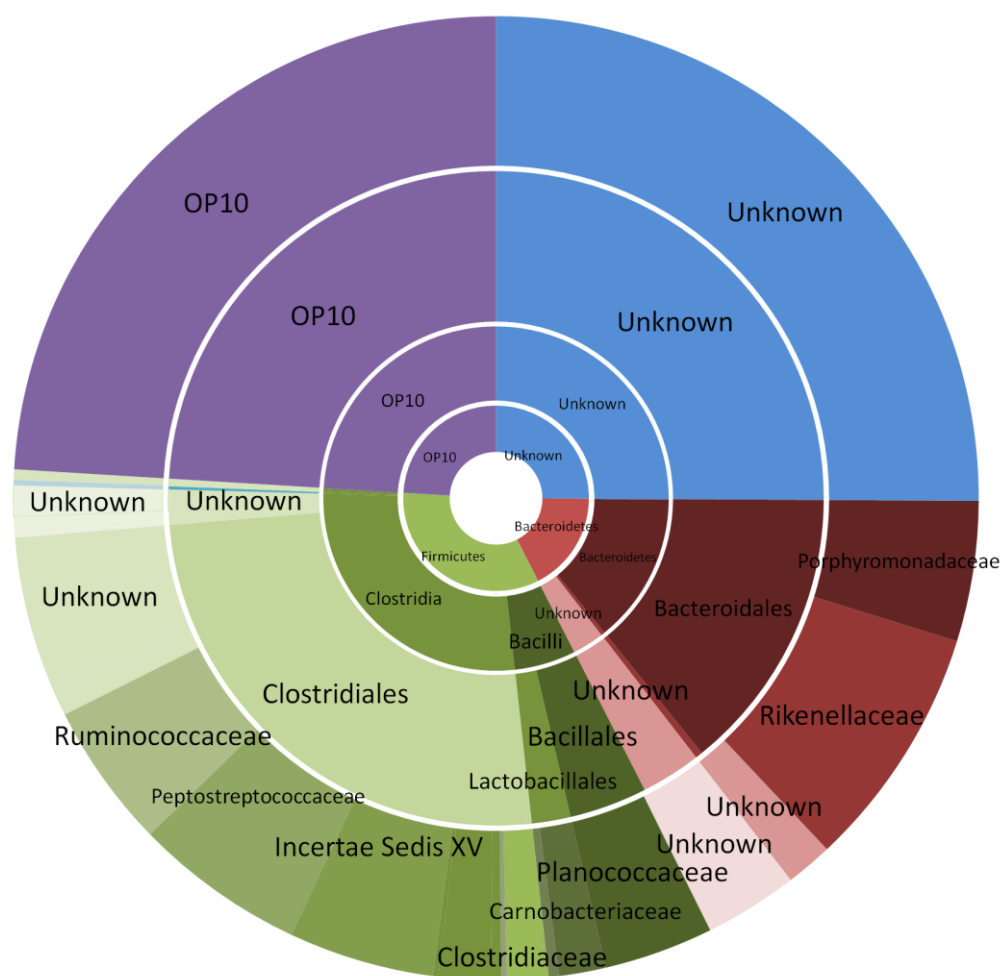 OP10
Unknown
OP10
Unknown
OP10
Unknown
OP10
Unknown
Unknown
Unknown
Bacteroidetes
Firmicutes
Bacteroidetes
Porphyromonadaceae
Unknown
Clostridia
Unknown
Bacteroidales
Bacilli
Clostridiales
Unknown
Rikenellaceae
Ruminococcaceae
Bacillales
Lactobacillales
Peptostreptococcaceae
Unknown
Incertae Sedis XV
Unknown
Planococcaceae
Carnobacteriaceae
Clostridiaceae